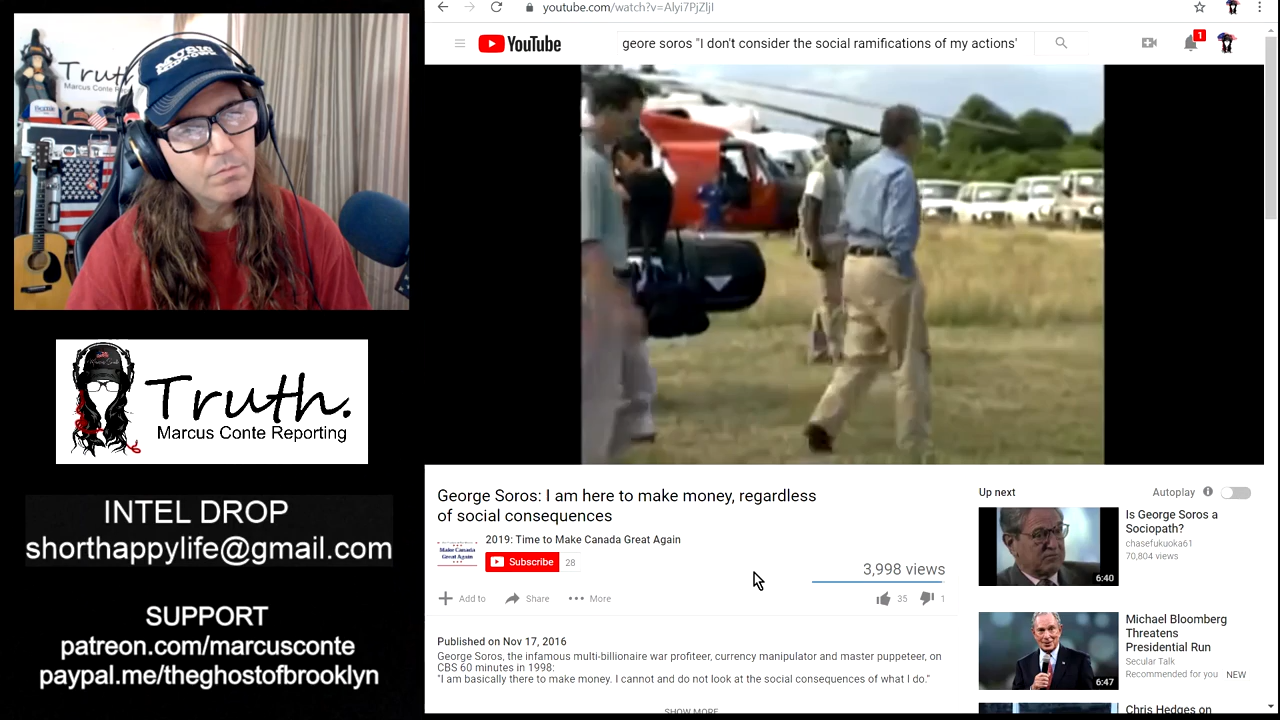 youtube.com/watch?v=Alyi7PjZljI
YouTube
geore soros "I don't consider the social ramifications of my actions'
1
Truth.
Marcus Conte Reporting
INTEL DROP
shorthappylife@gmail.com
SUPPORT
patreon.com/marcusconte
paypal.me/theghostofbrooklyn
George Soros: I am here to make money, regardless
of social consequences
Make Canada
Great Again
2019: Time to Make Canada Great Again
Subscribe 28
3,998 views
Add to Share More
35 1
Published on Nov 17, 2016
George Soros, the infamous multi-billionaire war profiteer, currency manipulator and master puppeteer, on
CBS 60 minutes in 1998:
"I am basically there to make money. I cannot and do not look at the social consequences of what I do."
SHOW MORE
Up next Autoplay
Is George Soros a
Sociopath?
chasefukuoka61
70,804 views
6:40
Michael Bloomberg
Threatens
Presidential Run
Secular Talk
Recommended for you NEW
6:47
Chris Hedges on